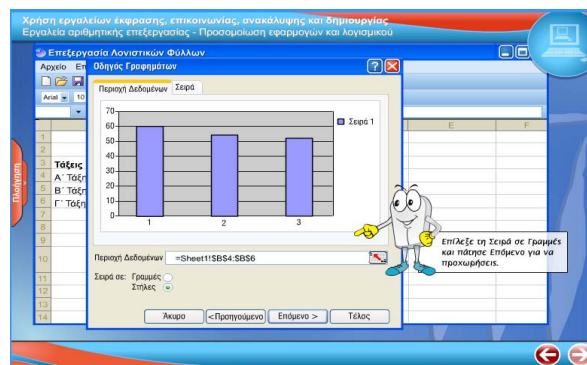 Χρήση εργαλείων έκφρασης, επικοινωνίας, ανακάλυψης και δημιουργίας
Εργαλεία αριθμητικής επεξεργασίας - Προσομοίωση εφαρμογών και λογισμικού
Επεξεργασία Λογιστικών Φύλλων
Αρχείο Επ
Οδηγός Γραφημάτων
Arial 10
Περιοχή Δεδομένων Σειρά
70
60
50
40
30
20
10
0
1 2 3
Σειρά 1
E F
1
2
3 Τάξεις
4 Α΄ Τάξη
5 Β΄ Τάξη
6 Γ΄ Τάξη
7
8
9
10
11
12
13
14
Πλοήγηση
Περιοχή Δεδομένων =Sheet1!$B$4:$B$6
Σειρά σε: Γραμμές
Στήλες
Άκυρο <Προηγούμενο Επόμενο > Τέλος
Επίλεξε τη Σειρά σε Γραμμές
και πάτησε Επόμενο για να
προχωρήσεις.